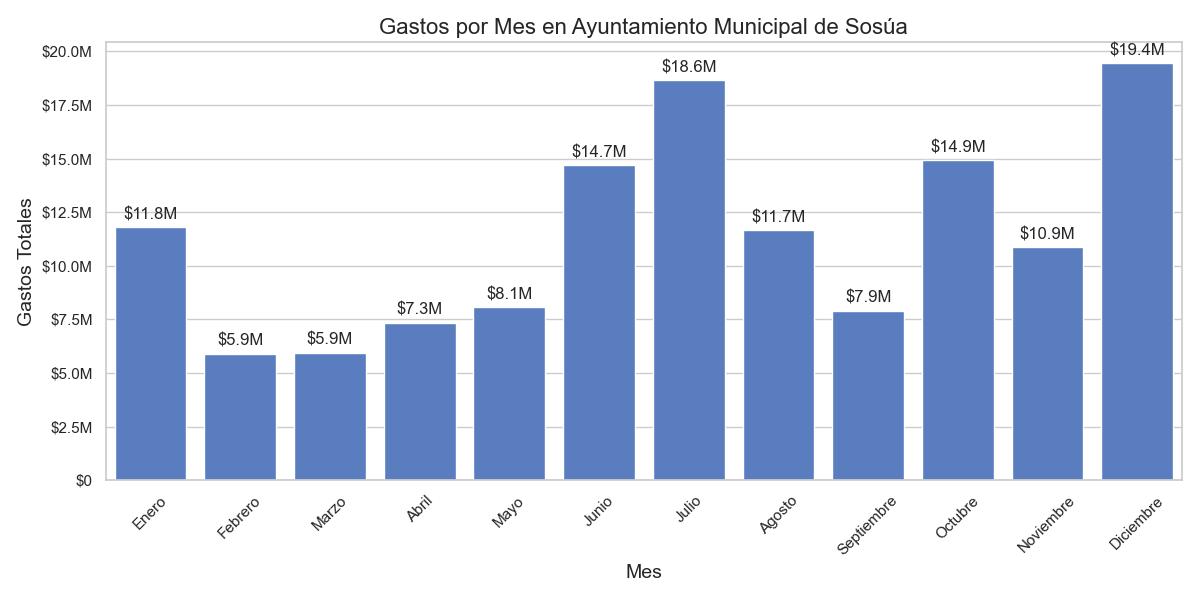 Gastos por Mes en Ayuntamiento Municipal de Sosúa
Gastos Totales
$20.0M
$17.5M
$15.0M
$12.5M
$10.0M
$7.5M
$5.0M
$2.5M
$0
$11.8M
$5.9M
$5.9M
$7.3M
$8.1M
$14.7M
$18.6M
$11.7M
$7.9M
$14.9M
$10.9M
$19.4M
Enero
Febrero
Marzo
Abril
Mayo
Junio
Julio
Agosto
Septiembre
Octubre
Noviembre
Diciembre
Mes